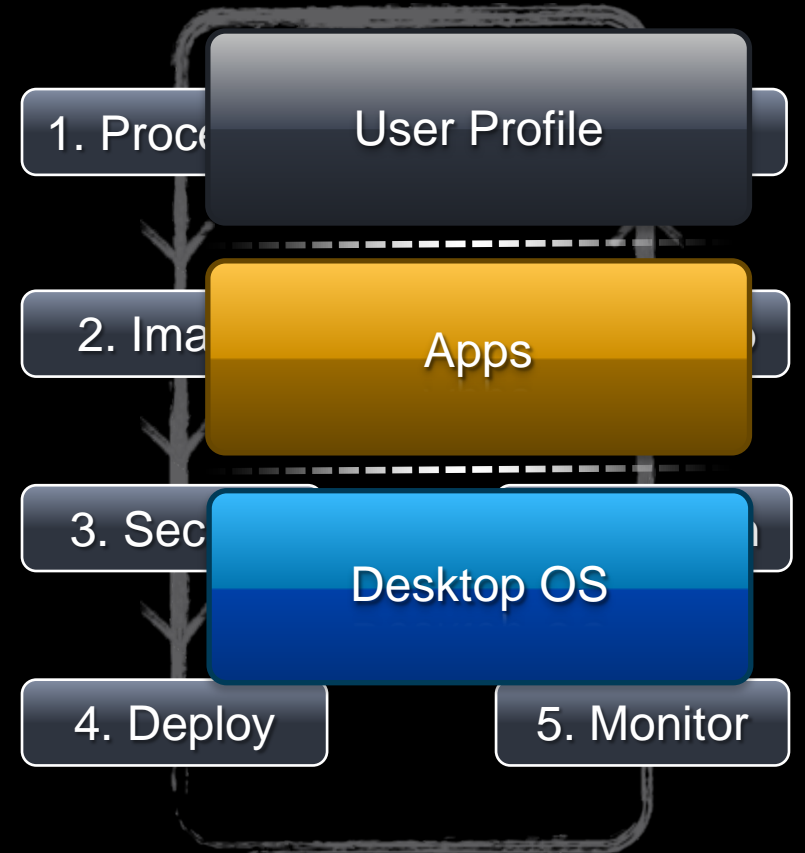 User Profile
1. Proce
2. Ima
Apps
3. Sec
Desktop OS
4. Deploy
5. Monitor